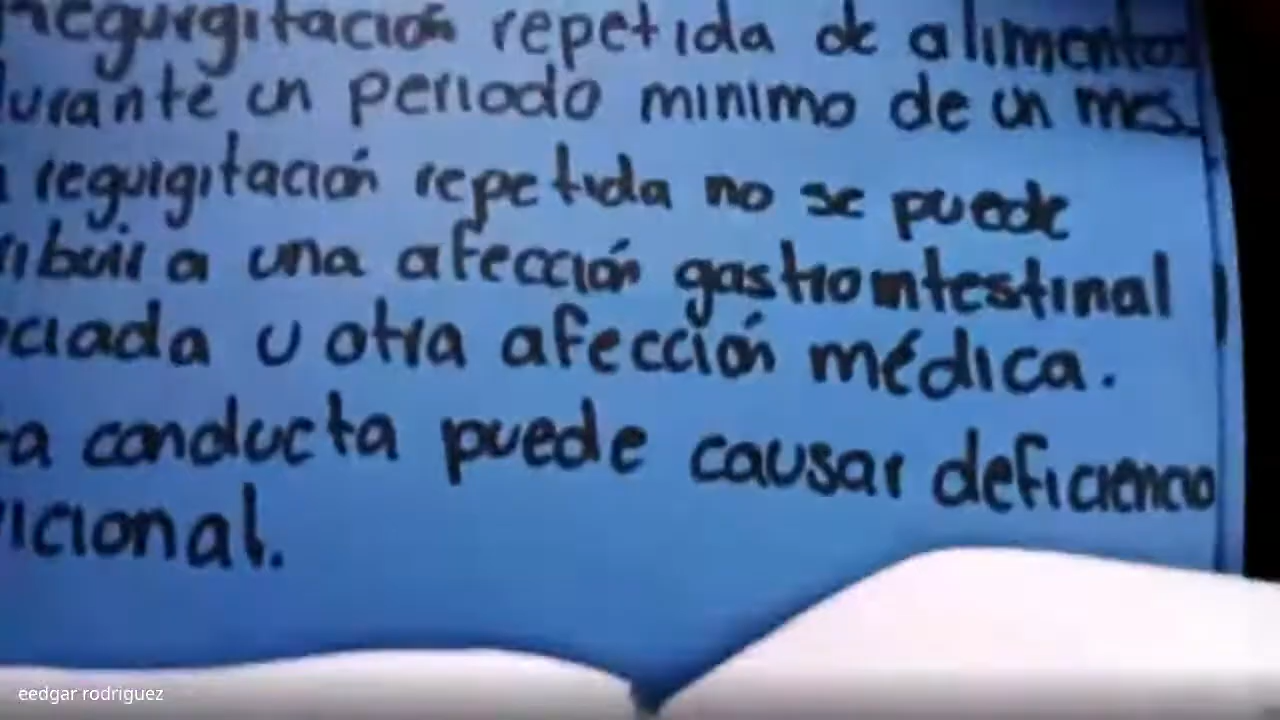 regurgitación repetida de alimentos
durante un periodo minimo de un mes.
regurgitación repetida no se puede
a una afección gastrointestinal
u otra afección médica.
conducta puede causar deficiencia
eedgar rodriguez